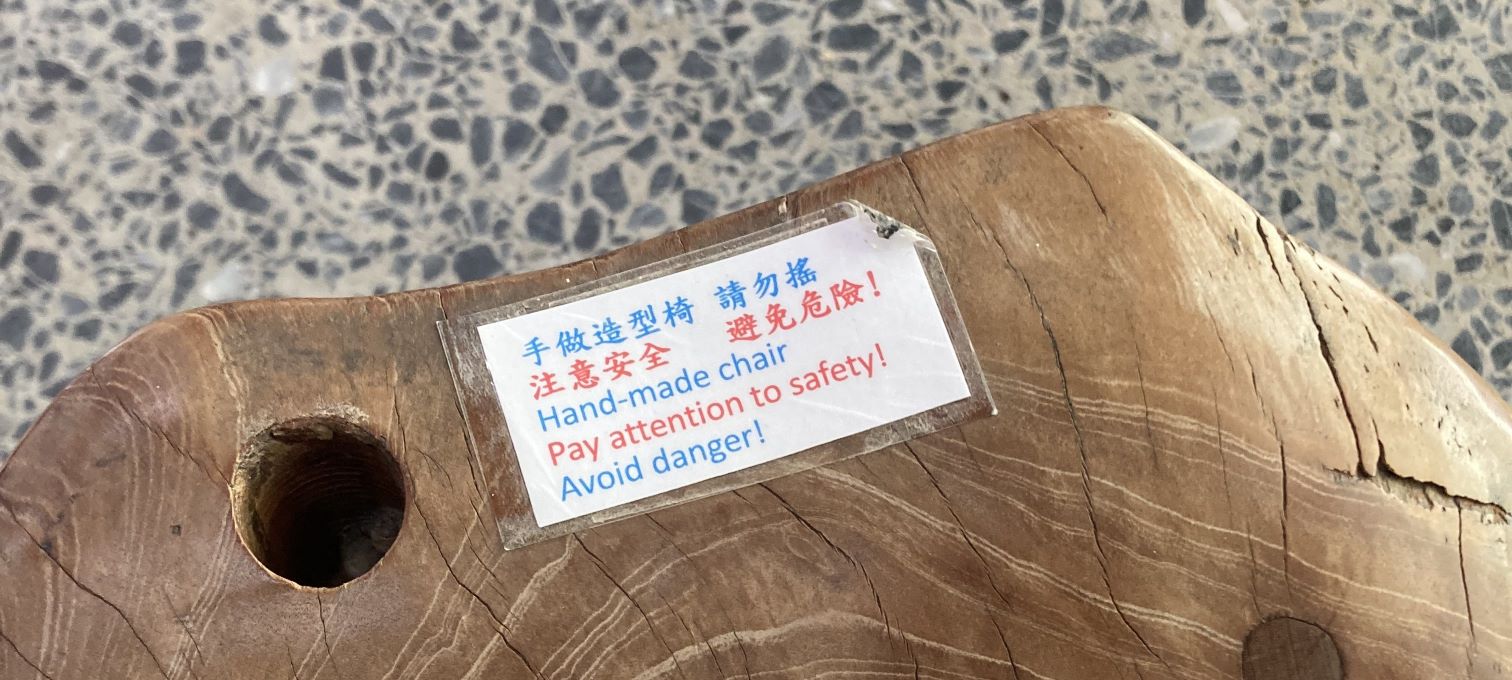 手做造型椅 請勿搖
注意安全 避免危險!
Hand-made chair
Pay attention to safety!
Avoid danger!